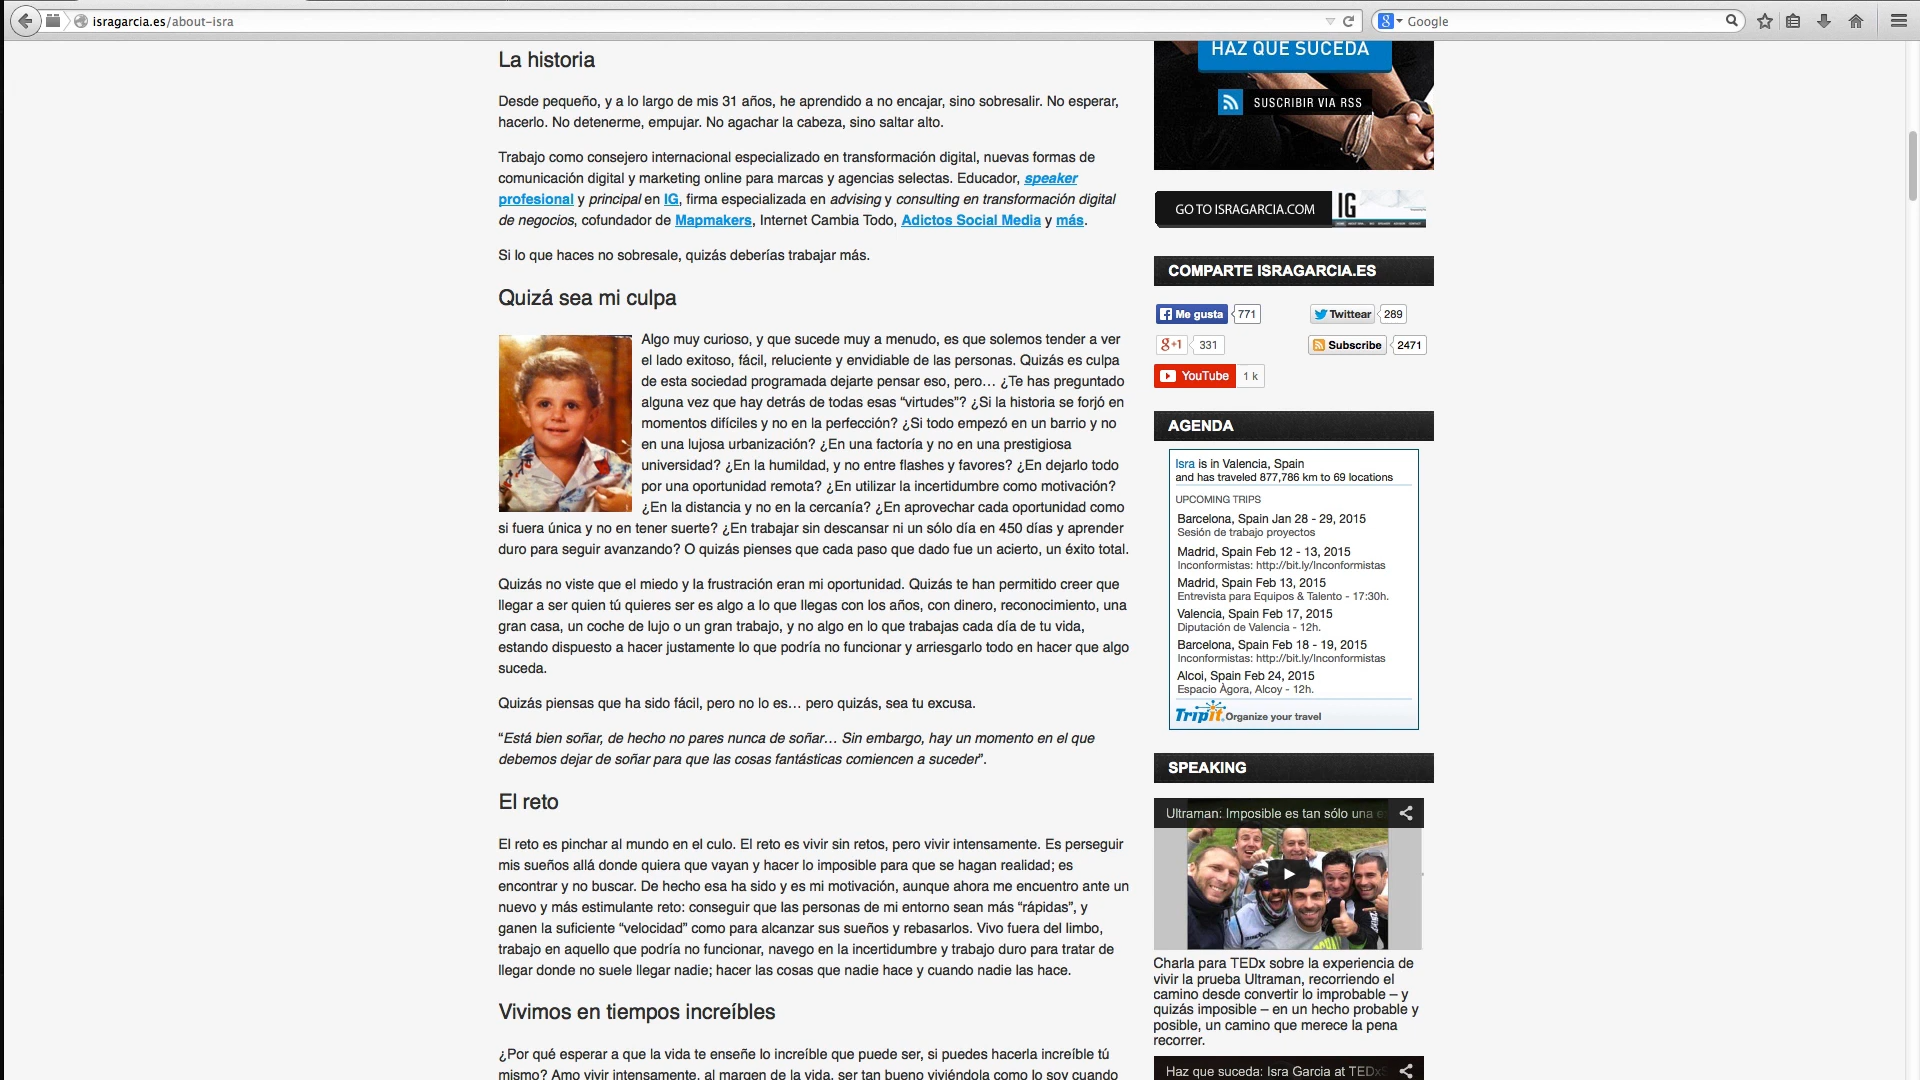 isragarcia.es/about-isra
Google
La historia
Desde pequeño, y a lo largo de mis 31 años, he aprendido a no encajar, sino sobresalir. No esperar,
hacerlo. No detenerme, empujar. No agachar la cabeza, sino saltar alto.
Trabajo como consejero internacional especializado en transformación digital, nuevas formas de
comunicación digital y marketing online para marcas y agencias selectas. Educador, speaker
profesional y principal en IG, firma especializada en advising y consulting en transformación digital
de negocios, cofundador de Mapmakers, Internet Cambia Todo, Adictos Social Media y más.
Si lo que haces no sobresale, quizás deberías trabajar más.
Quizá sea mi culpa
Algo muy curioso, y que sucede muy a menudo, es que solemos tender a ver
el lado exitoso, fácil, reluciente y envidiable de las personas. Quizás es culpa
de esta sociedad programada dejarte pensar eso, pero… ¿Te has preguntado
alguna vez que hay detrás de todas esas “virtudes”? ¿Si la historia se forjó en
momentos difíciles y no en la perfección? ¿Si todo empezó en un barrio y no
en una lujosa urbanización? ¿En una factoría y no en una prestigiosa
universidad? ¿En la humildad, y no entre flashes y favores? ¿En dejarlo todo
por una oportunidad remota? ¿En utilizar la incertidumbre como motivación?
¿En la distancia y no en la cercanía? ¿En aprovechar cada oportunidad como
si fuera única y no en tener suerte? ¿En trabajar sin descansar ni un sólo día en 450 días y aprender
duro para seguir avanzando? O quizás pienses que cada paso que dado fue un acierto, un éxito total.
Quizás no viste que el miedo y la frustración eran mi oportunidad. Quizás te han permitido creer que
llegar a ser quien tú quieres ser es algo a lo que llegas con los años, con dinero, reconocimiento, una
gran casa, un coche de lujo o un gran trabajo, y no algo en lo que trabajas cada día de tu vida,
estando dispuesto a hacer justamente lo que podría no funcionar y arriesgarlo todo en hacer que algo
suceda.
Quizás piensas que ha sido fácil, pero no lo es… pero quizás, sea tu excusa.
“Está bien soñar, de hecho no pares nunca de soñar… Sin embargo, hay un momento en el que
debemos dejar de soñar para que las cosas fantásticas comiencen a suceder”.
El reto
El reto es pinchar al mundo en el culo. El reto es vivir sin retos, pero vivir intensamente. Es perseguir
mis sueños allá donde quiera que vayan y hacer lo imposible para que se hagan realidad; es
encontrar y no buscar. De hecho esa ha sido y es mi motivación, aunque ahora me encuentro ante un
nuevo y más estimulante reto: conseguir que las personas de mi entorno sean más “rápidas”, y
ganen la suficiente “velocidad” como para alcanzar sus sueños y rebasarlos. Vivo fuera del limbo,
trabajo en aquello que podría no funcionar, navego en la incertidumbre y trabajo duro para tratar de
llegar donde no suele llegar nadie; hacer las cosas que nadie hace y cuando nadie las hace.
Vivimos en tiempos increíbles
¿Por qué esperar a que la vida te enseñe lo increíble que puede ser, si puedes hacerla increíble tú
mismo? Amo vivir intensamente, al margen de la vida, ser tan bueno viviéndola como lo soy cuando
HAZ QUE SUCEDA
SUSCRIBIR VIA RSS
GO TO ISRAGARCIA.COM IG
COMPARTE ISRAGARCIA.ES
Me gusta 771 Twittear 289
g+1 331 Subscribe 2471
YouTube 1 k
AGENDA
Isra is in Valencia, Spain
and has traveled 877,786 km to 69 locations
UPCOMING TRIPS
Barcelona, Spain Jan 28 - 29, 2015
Sesión de trabajo proyectos
Madrid, Spain Feb 12 - 13, 2015
Inconformistas: http://bit.ly/Inconformistas
Madrid, Spain Feb 13, 2015
Entrevista para Equipos & Talento - 17:30h.
Valencia, Spain Feb 17, 2015
Diputación de Valencia - 12h.
Barcelona, Spain Feb 18 - 19, 2015
Inconformistas: http://bit.ly/Inconformistas
Alcoi, Spain Feb 24, 2015
Espacio Àgora, Alcoy - 12h.
TripIt Organize your travel
SPEAKING
Ultraman: Imposible es tan sólo una
Charla para TEDx sobre la experiencia de
vivir la prueba Ultraman, recorriendo el
camino desde convertir lo improbable – y
quizás imposible – en un hecho probable y
posible, un camino que merece la pena
recorrer.
Haz que suceda: Isra Garcia at TEDx